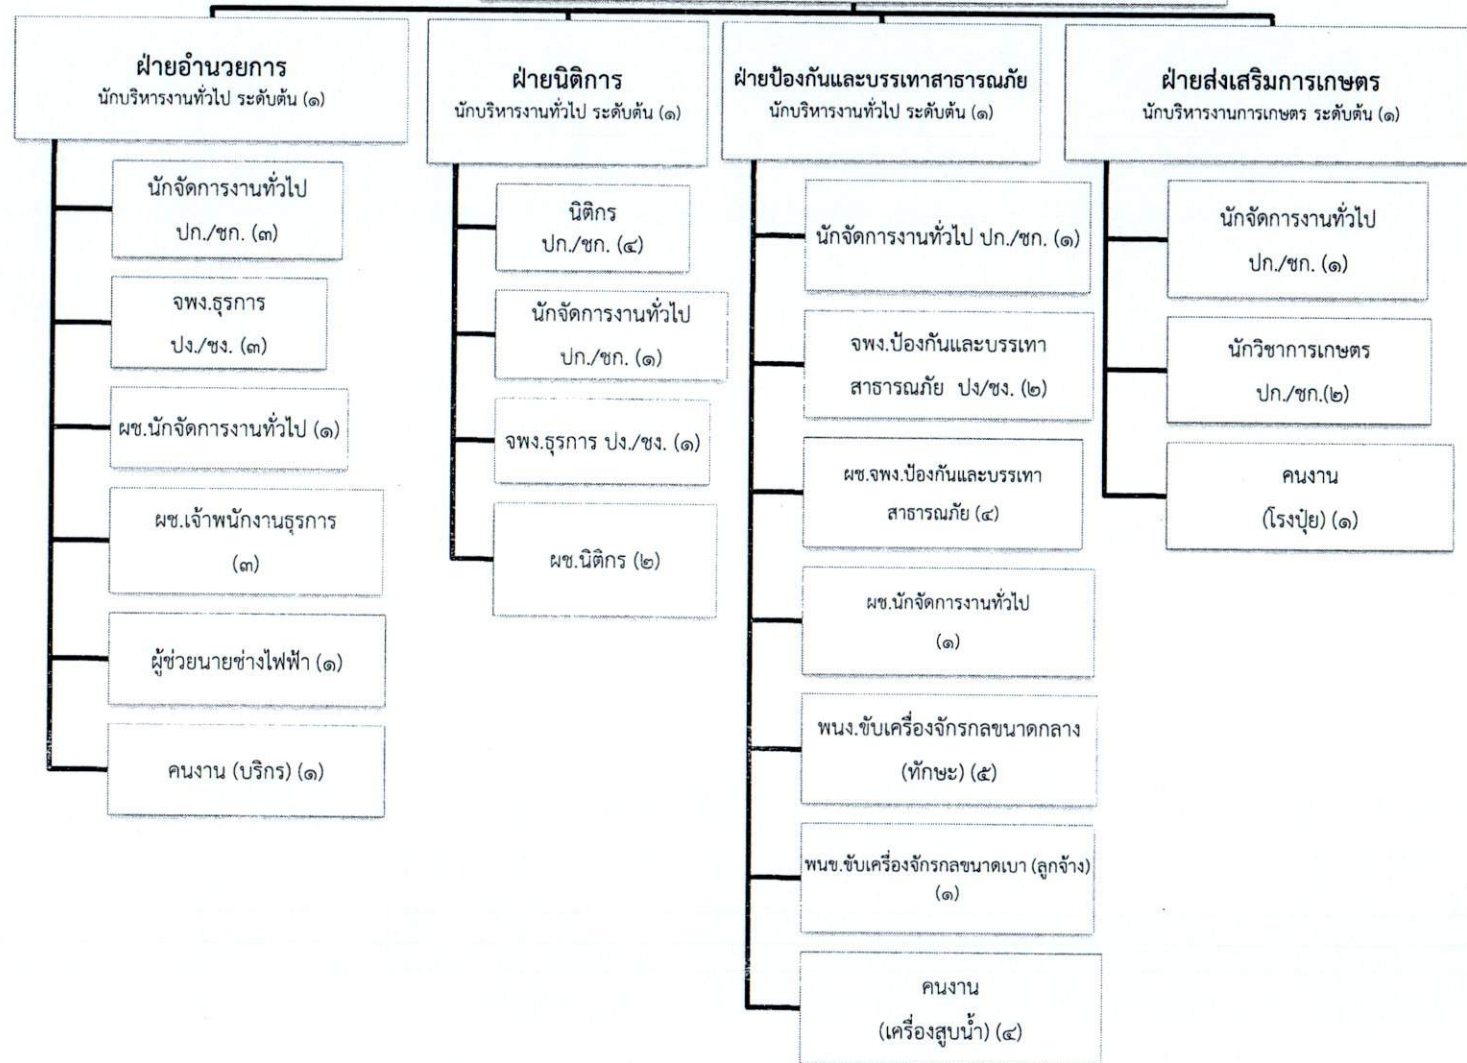 ฝ่ายอำนวยการ
นักบริหารงานทั่วไป ระดับต้น (๑)
นักจัดการงานทั่วไป
ปก./ชก. (๓)
จพง.ธุรการ
ปง./ชง. (๓)
ผช.นักจัดการงานทั่วไป (๑)
ผช.เจ้าพนักงานธุรการ
(๓)
ผู้ช่วยนายช่างไฟฟ้า (๑)
คนงาน (บริกร) (๑)
ฝ่ายนิติการ
นักบริหารงานทั่วไป ระดับต้น (๑)
นิติกร
ปก./ชก. (๔)
นักจัดการงานทั่วไป
ปก./ชก. (๑)
จพง.ธุรการ ปง./ชง. (๑)
ผช.นิติกร (๒)
ฝ่ายป้องกันและบรรเทาสาธารณภัย
นักบริหารงานทั่วไป ระดับต้น (๑)
นักจัดการงานทั่วไป ปก./ชก. (๑)
จพง.ป้องกันและบรรเทา
สาธารณภัย ปง/ชง. (๒)
ผช.จพง.ป้องกันและบรรเทา
สาธารณภัย (๔)
ผช.นักจัดการงานทั่วไป
(๑)
พนง.ขับเครื่องจักรกลขนาดกลาง
(ทักษะ) (๕)
พนข.ขับเครื่องจักรกลขนาดเบา (ลูกจ้าง)
(๑)
คนงาน
(เครื่องสูบน้ำ) (๔)
ฝ่ายส่งเสริมการเกษตร
นักบริหารงานการเกษตร ระดับต้น (๑)
นักจัดการงานทั่วไป
ปก./ชก. (๑)
นักวิชาการเกษตร
ปก./ชก.(๒)
คนงาน
(โรงปุ๋ย) (๑)